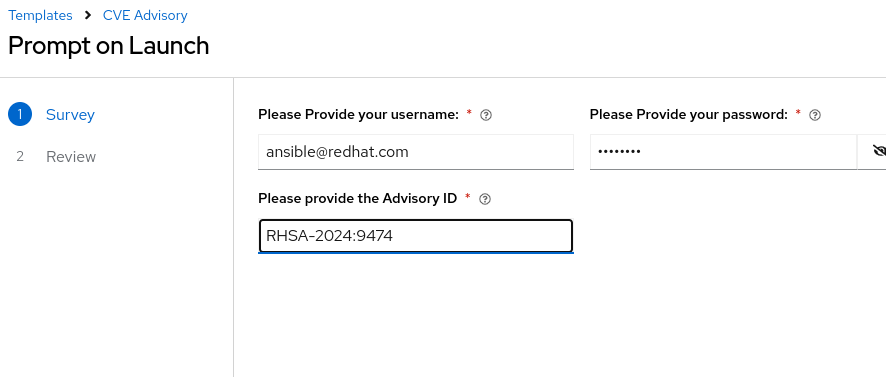 Templates > CVE Advisory
Prompt on Launch
1 Survey
2 Review
Please Provide your username: *
ansible@redhat.com
Please Provide your password: *
••••••••
Please provide the Advisory ID *
RHSA-2024:9474